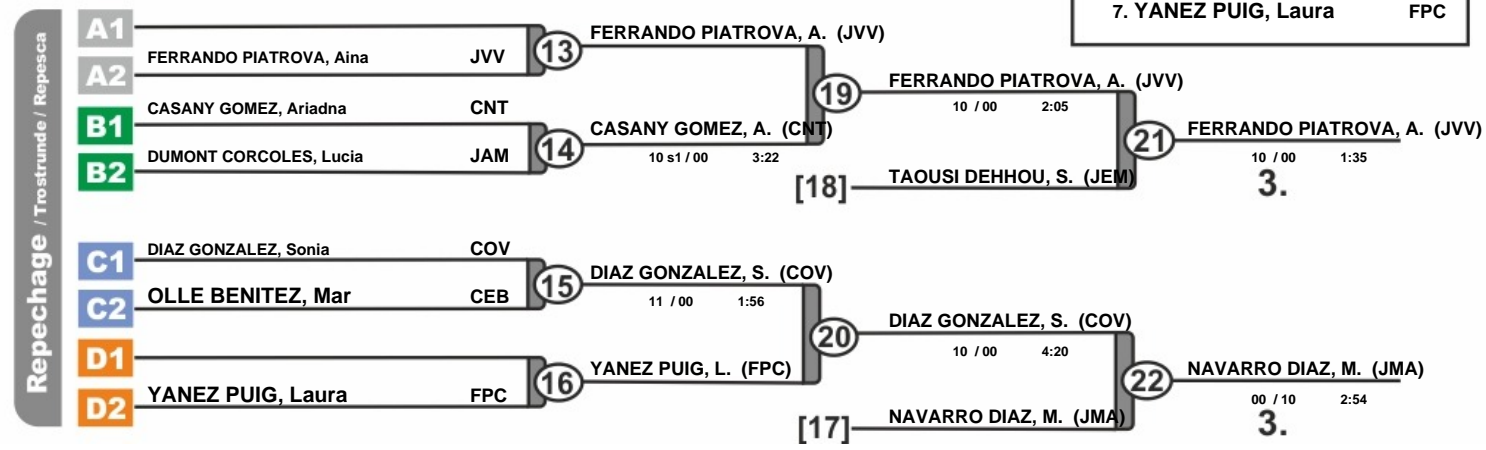 7. YANEZ PUIG, Laura FPC
Repechage / Trostrunde / Repesca
A1
FERRANDO PIATROVA, Aina JVV
A2
13
FERRANDO PIATROVA, A. (JVV)
B1
CASANY GOMEZ, Ariadna CNT
DUMONT CORCOLES, Lucia JAM
B2
14
CASANY GOMEZ, A. (CNT)
10 s1 / 00 3:22
19
FERRANDO PIATROVA, A. (JVV)
10 / 00 2:05
[18]
TAOUSI DEHHOU, S. (JEM)
21
FERRANDO PIATROVA, A. (JVV)
10 / 00 1:35
3.
C1
DIAZ GONZALEZ, Sonia COV
C2
OLLE BENITEZ, Mar CEB
15
DIAZ GONZALEZ, S. (COV)
11 / 00 1:56
D1
D2
YANEZ PUIG, Laura FPC
16
YANEZ PUIG, L. (FPC)
20
DIAZ GONZALEZ, S. (COV)
10 / 00 4:20
[17]
NAVARRO DIAZ, M. (JMA)
22
NAVARRO DIAZ, M. (JMA)
00 / 10 2:54
3.